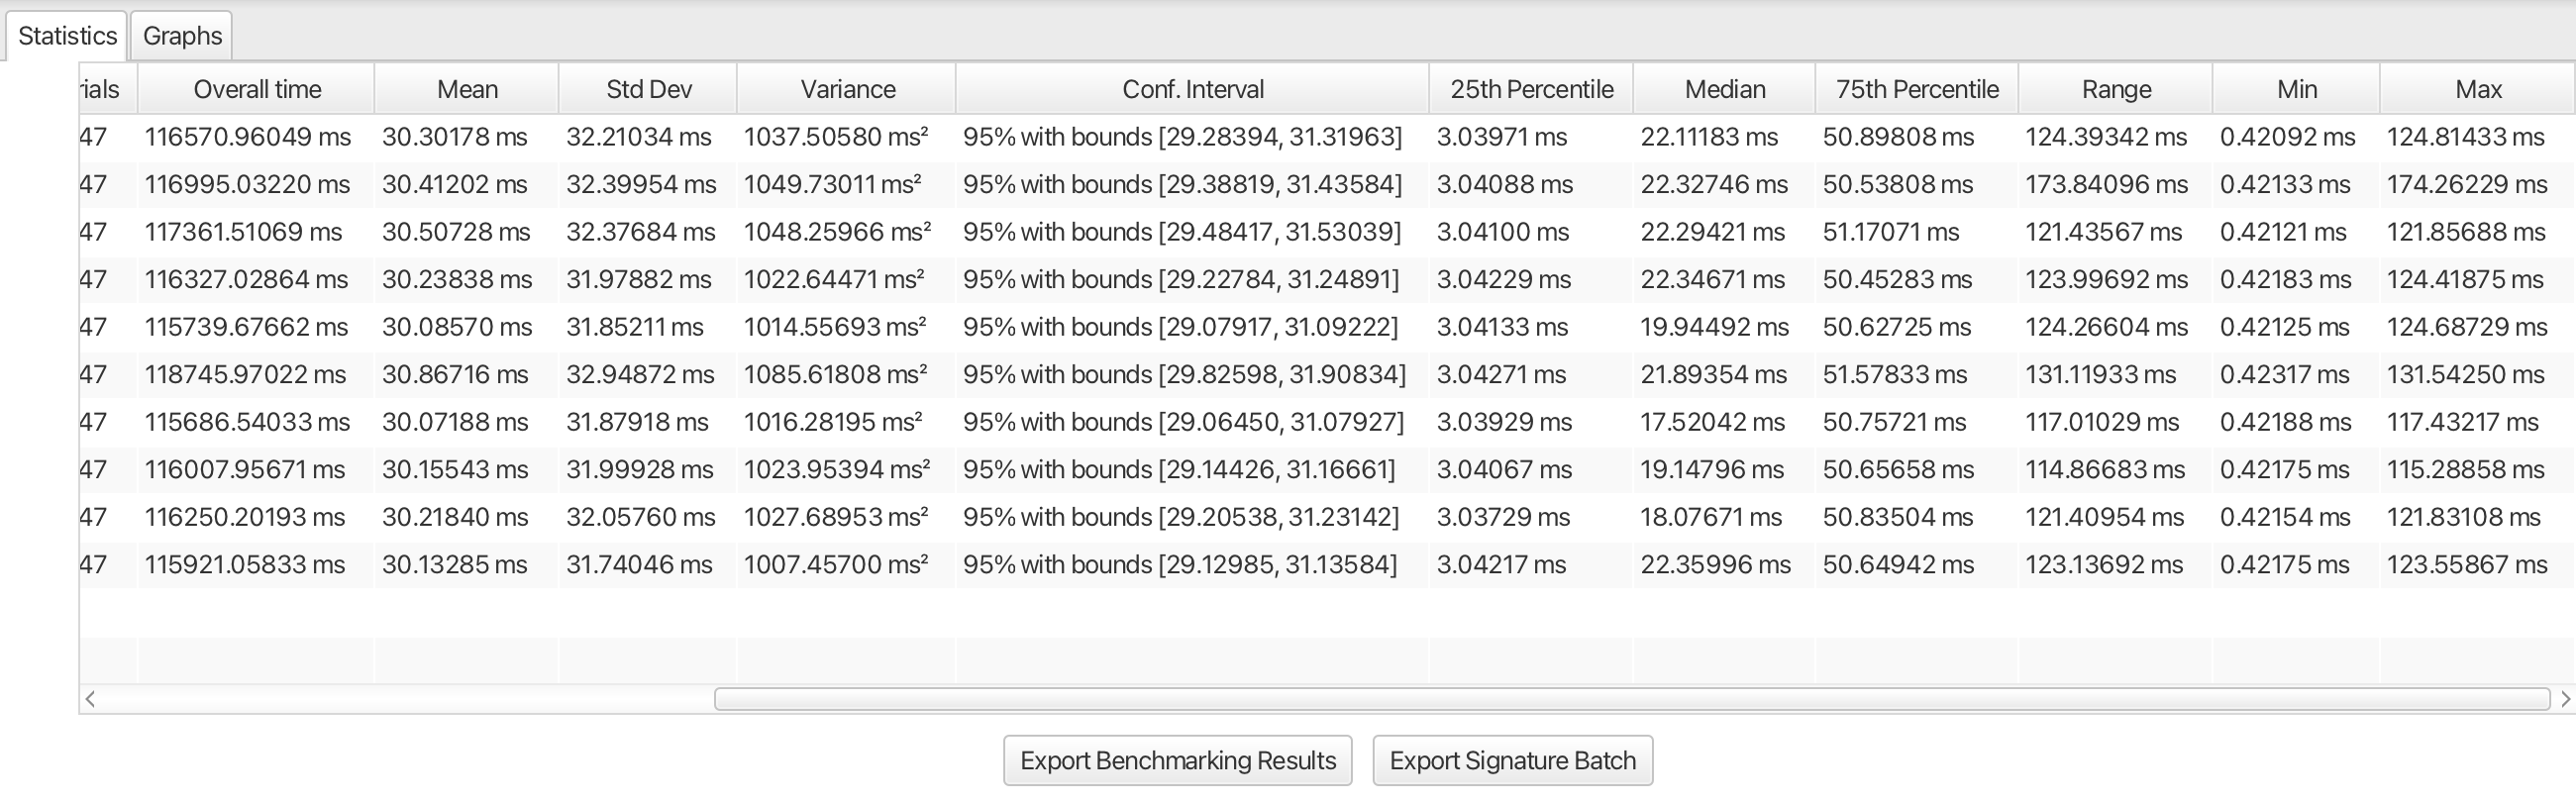 Statistics Graphs
rials Overall time Mean Std Dev Variance Conf. Interval 25th Percentile Median 75th Percentile Range Min Max
47 116570.96049 ms 30.30178 ms 32.21034 ms 1037.50580 ms² 95% with bounds [29.28394, 31.31963] 3.03971 ms 22.11183 ms 50.89808 ms 124.39342 ms 0.42092 ms 124.81433 ms
47 116995.03220 ms 30.41202 ms 32.39954 ms 1049.73011 ms² 95% with bounds [29.38819, 31.43584] 3.04088 ms 22.32746 ms 50.53808 ms 173.84096 ms 0.42133 ms 174.26229 ms
47 117361.51069 ms 30.50728 ms 32.37684 ms 1048.25966 ms² 95% with bounds [29.48417, 31.53039] 3.04100 ms 22.29421 ms 51.17071 ms 121.43567 ms 0.42121 ms 121.85688 ms
47 116327.02864 ms 30.23838 ms 31.97882 ms 1022.64471 ms² 95% with bounds [29.22784, 31.24891] 3.04229 ms 22.34671 ms 50.45283 ms 123.99692 ms 0.42183 ms 124.41875 ms
47 115739.67662 ms 30.08570 ms 31.85211 ms 1014.55693 ms² 95% with bounds [29.07917, 31.09222] 3.04133 ms 19.94492 ms 50.62725 ms 124.26604 ms 0.42125 ms 124.68729 ms
47 118745.97022 ms 30.86716 ms 32.94872 ms 1085.61808 ms² 95% with bounds [29.82598, 31.90834] 3.04271 ms 21.89354 ms 51.57833 ms 131.11933 ms 0.42317 ms 131.54250 ms
47 115686.54033 ms 30.07188 ms 31.87918 ms 1016.28195 ms² 95% with bounds [29.06450, 31.07927] 3.03929 ms 17.52042 ms 50.75721 ms 117.01029 ms 0.42188 ms 117.43217 ms
47 116007.95671 ms 30.15543 ms 31.99928 ms 1023.95394 ms² 95% with bounds [29.14426, 31.16661] 3.04067 ms 19.14796 ms 50.65658 ms 114.86683 ms 0.42175 ms 115.28858 ms
47 116250.20193 ms 30.21840 ms 32.05760 ms 1027.68953 ms² 95% with bounds [29.20538, 31.23142] 3.03729 ms 18.07671 ms 50.83504 ms 121.40954 ms 0.42154 ms 121.83108 ms
47 115921.05833 ms 30.13285 ms 31.74046 ms 1007.45700 ms² 95% with bounds [29.12985, 31.13584] 3.04217 ms 22.35996 ms 50.64942 ms 123.13692 ms 0.42175 ms 123.55867 ms
Export Benchmarking Results Export Signature Batch